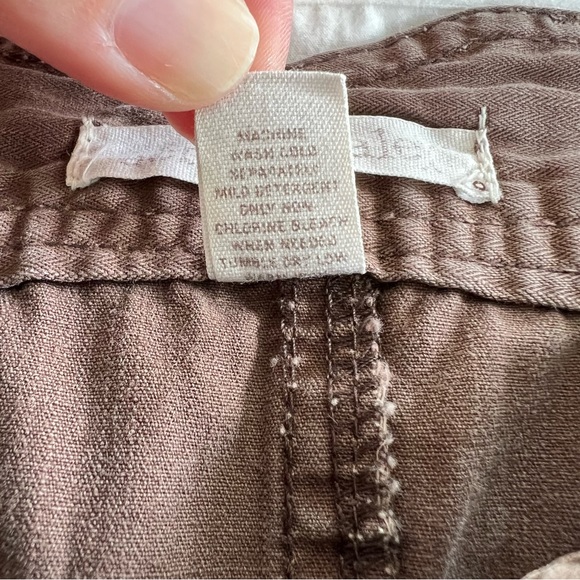 MACHINE
WASH COLD
SEPARATELY
MILD DETERGENT
ONLY NON
CHLORINE BLEACH
WHEN NEEDED
TUMBLE DRY LOW